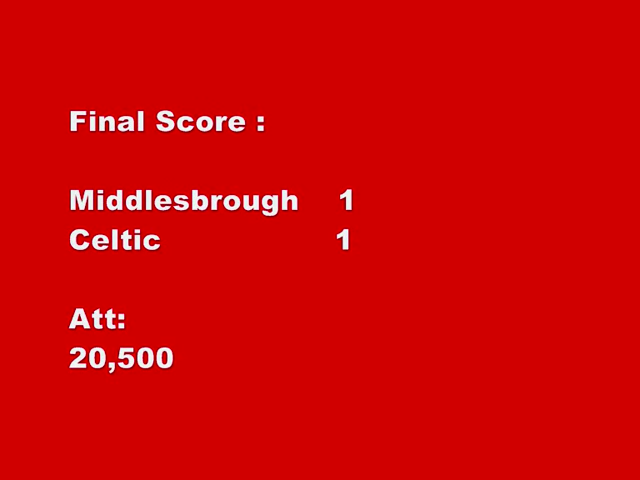 Final Score :
Middlesbrough 1
Celtic 1
Att:
20,500